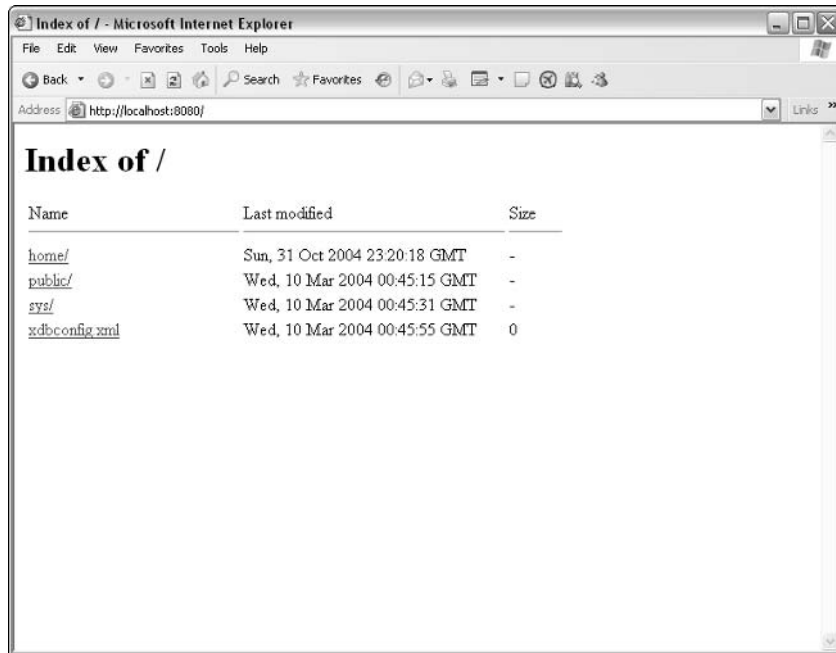 Index of / - Microsoft Internet Explorer
File Edit View Favorites Tools Help
Back Search Favorites
Address http://localhost:8080/ Links »
Index of /
Name Last modified Size
home/ Sun, 31 Oct 2004 23:20:18 GMT -
public/ Wed, 10 Mar 2004 00:45:15 GMT -
sys/ Wed, 10 Mar 2004 00:45:31 GMT -
xdbconfig.xml Wed, 10 Mar 2004 00:45:55 GMT 0